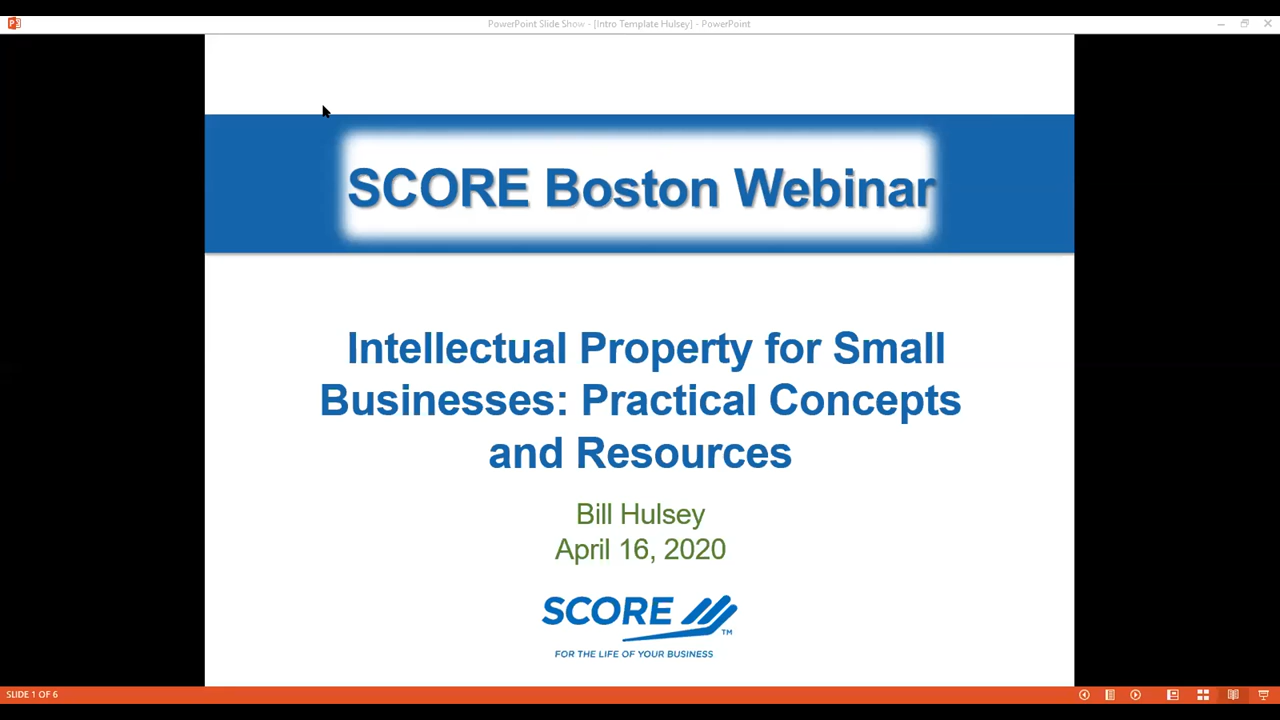 PowerPoint Slide Show - [Intro Template Hulsey] - PowerPoint
SCORE Boston Webinar
Intellectual Property for Small
Businesses: Practical Concepts
and Resources
Bill Hulsey
April 16, 2020
SCORE
TM
FOR THE LIFE OF YOUR BUSINESS
SLIDE 1 OF 6